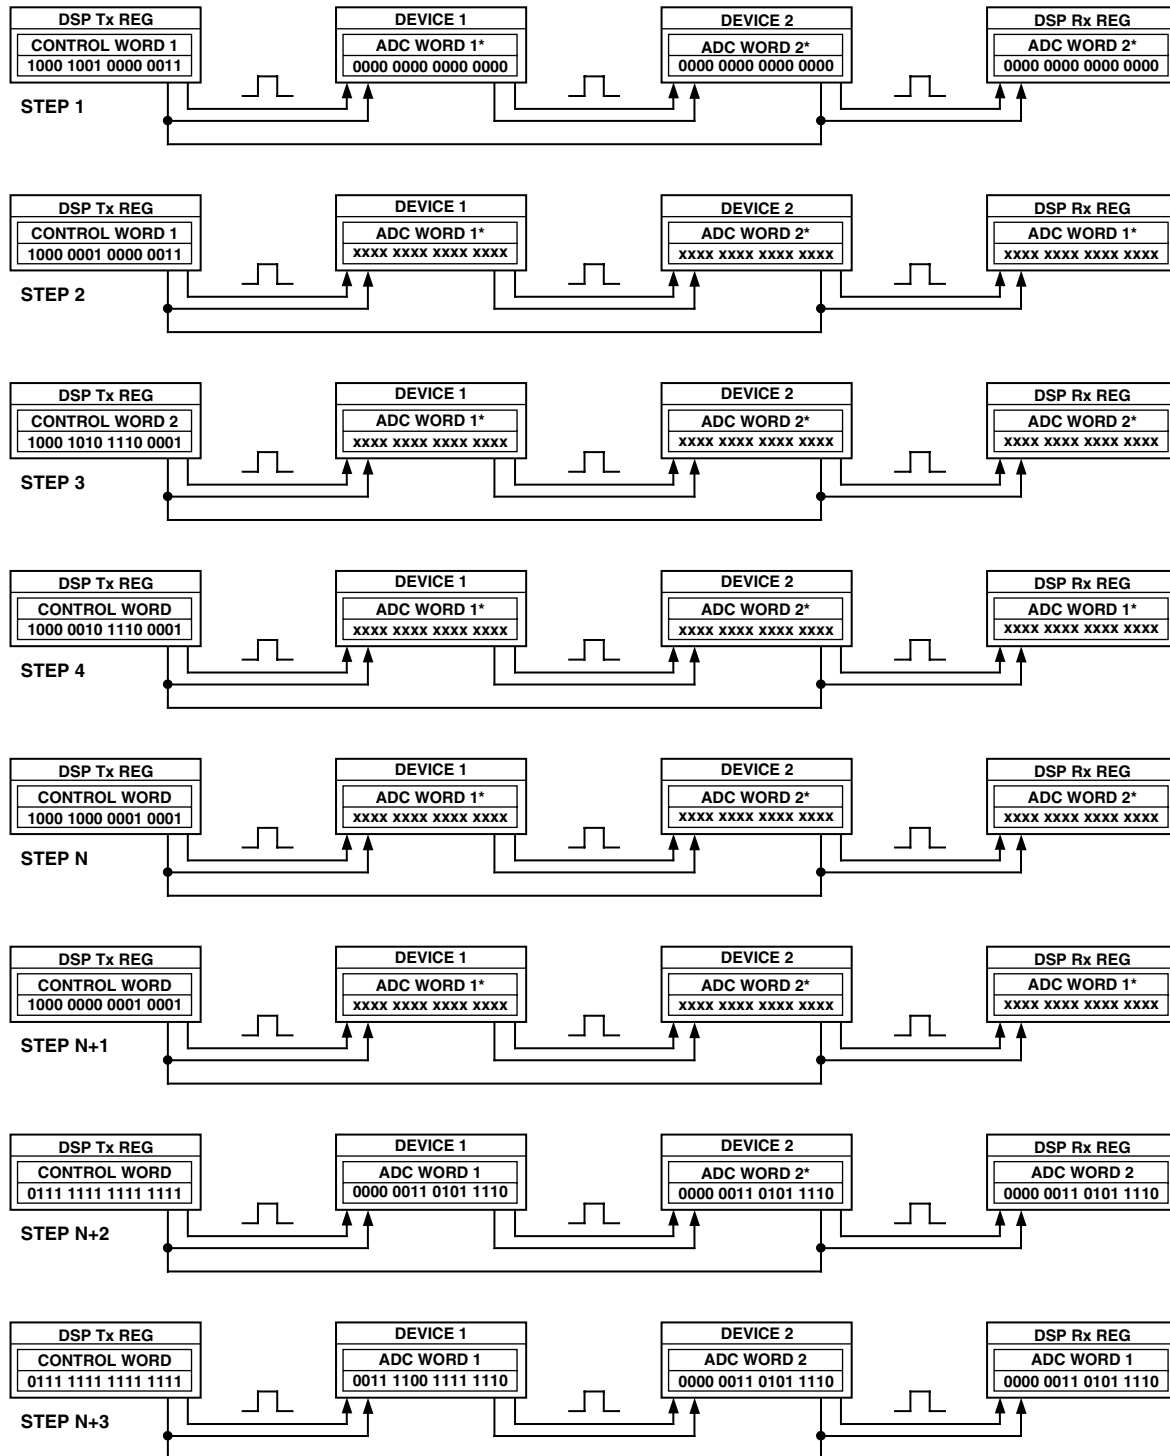 DSP Tx REG
CONTROL WORD 1
1000 1001 0000 0011
DEVICE 1
ADC WORD 1*
0000 0000 0000 0000
DEVICE 2
ADC WORD 2*
0000 0000 0000 0000
DSP Rx REG
ADC WORD 2*
0000 0000 0000 0000
STEP 1
DSP Tx REG
CONTROL WORD 1
1000 0001 0000 0011
DEVICE 1
ADC WORD 1*
xxxx xxxx xxxx xxxx
DEVICE 2
ADC WORD 2*
xxxx xxxx xxxx xxxx
DSP Rx REG
ADC WORD 1*
xxxx xxxx xxxx xxxx
STEP 2
DSP Tx REG
CONTROL WORD 2
1000 1010 1110 0001
DEVICE 1
ADC WORD 1*
xxxx xxxx xxxx xxxx
DEVICE 2
ADC WORD 2*
xxxx xxxx xxxx xxxx
DSP Rx REG
ADC WORD 2*
xxxx xxxx xxxx xxxx
STEP 3
DSP Tx REG
CONTROL WORD
1000 0010 1110 0001
DEVICE 1
ADC WORD 1*
xxxx xxxx xxxx xxxx
DEVICE 2
ADC WORD 2*
xxxx xxxx xxxx xxxx
DSP Rx REG
ADC WORD 1*
xxxx xxxx xxxx xxxx
STEP 4
DSP Tx REG
CONTROL WORD
1000 1000 0001 0001
DEVICE 1
ADC WORD 1*
xxxx xxxx xxxx xxxx
DEVICE 2
ADC WORD 2*
xxxx xxxx xxxx xxxx
DSP Rx REG
ADC WORD 2*
xxxx xxxx xxxx xxxx
STEP N
DSP Tx REG
CONTROL WORD
1000 0000 0001 0001
DEVICE 1
ADC WORD 1*
xxxx xxxx xxxx xxxx
DEVICE 2
ADC WORD 2*
xxxx xxxx xxxx xxxx
DSP Rx REG
ADC WORD 1*
xxxx xxxx xxxx xxxx
STEP N+1
DSP Tx REG
CONTROL WORD
0111 1111 1111 1111
DEVICE 1
ADC WORD 1
0000 0011 0101 1110
DEVICE 2
ADC WORD 2*
0000 0011 0101 1110
DSP Rx REG
ADC WORD 2
0000 0011 0101 1110
STEP N+2
DSP Tx REG
CONTROL WORD
0111 1111 1111 1111
DEVICE 1
ADC WORD 1
0011 1100 1111 1110
DEVICE 2
ADC WORD 2
0000 0011 0101 1110
DSP Rx REG
ADC WORD 1
0000 0011 0101 1110
STEP N+3